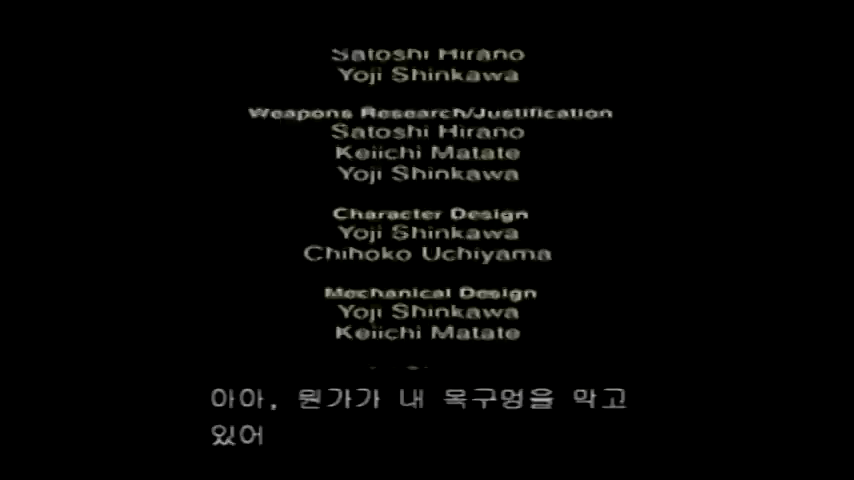 Satoshi Hirano
Yoji Shinkawa
Weapons Research/Justification
Satoshi Hirano
Keiichi Matate
Yoji Shinkawa
Character Design
Yoji Shinkawa
Chihoko Uchiyama
Mechanical Design
Yoji Shinkawa
Keiichi Matate
아아, 뭔가가 내 목구멍을 막고
있어